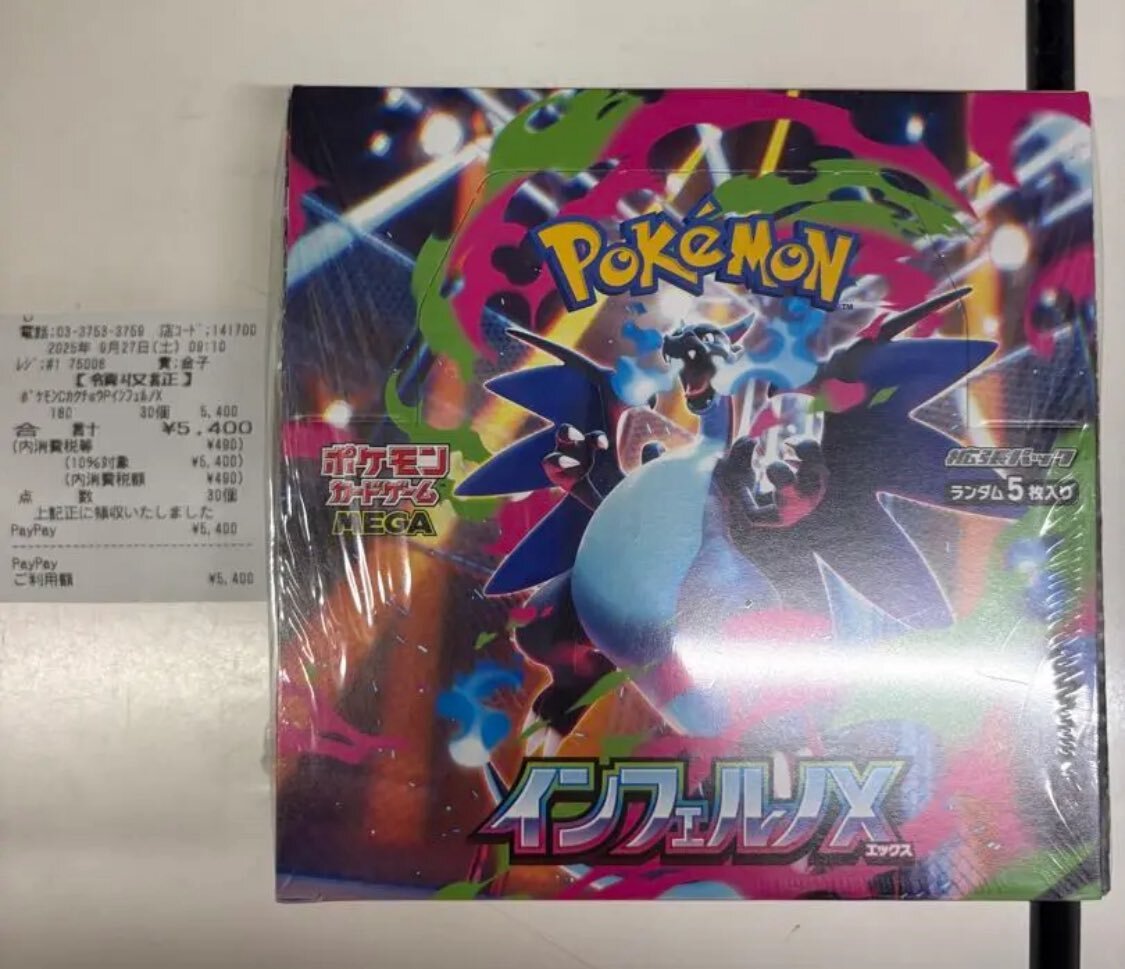 電話:03-3753-3759 店コード:141700
2025年 9月27日(土) 09:10
レジ:#1 75006 責:金子
【領収証】
ポケモンCカクチョウPインフェルノX
180 30個 5,400
合 計 ¥5,400
(内消費税等 ¥490)
(10%対象 ¥5,400)
(内消費税額 ¥490)
点 数 30個
上記正に領収いたしました
PayPay ¥5,400
PayPay
ご利用額 ¥5,400
POKéMON
TM
ポケモン
カードゲーム
MEGA
拡張パック
ランダム5枚入り
インフェルノX
エックス